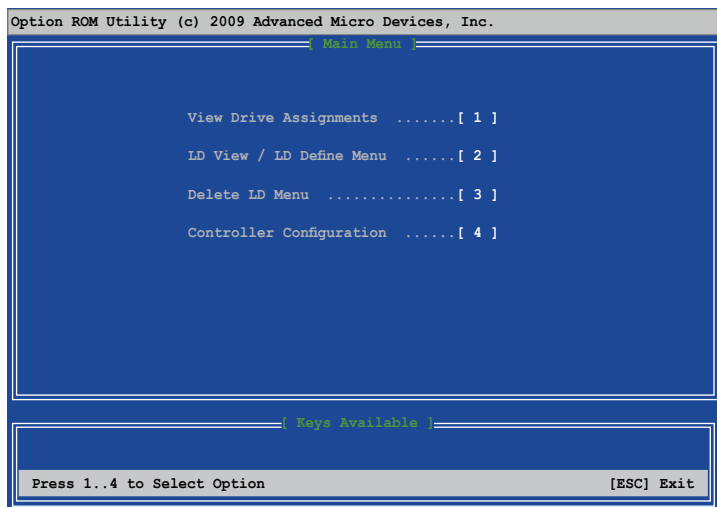 Option ROM Utility (c) 2009 Advanced Micro Devices, Inc.
[ Main Menu ]
View Drive Assignments .......[ 1 ]
LD View / LD Define Menu ......[ 2 ]
Delete LD Menu ...............[ 3 ]
Controller Configuration ......[ 4 ]
[ Keys Available ]
Press 1..4 to Select Option [ESC] Exit